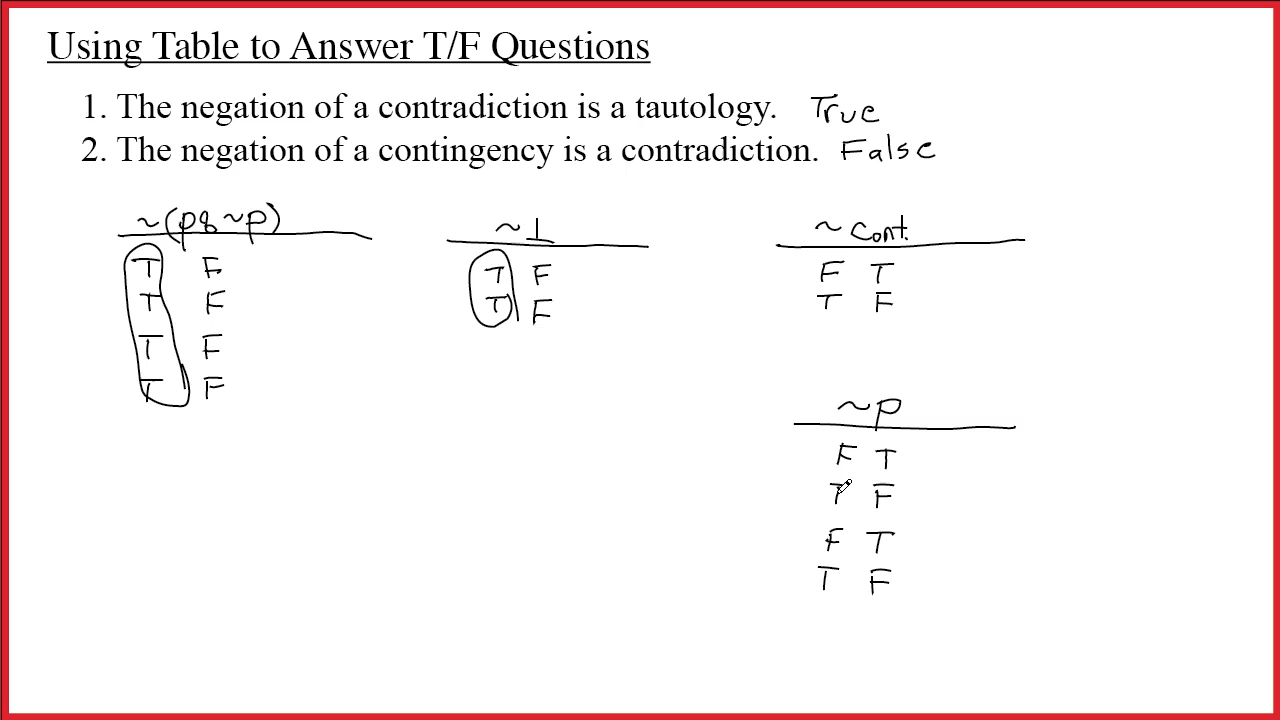 Using Table to Answer T/F Questions
1. The negation of a contradiction is a tautology. True
2. The negation of a contingency is a contradiction. False
~(p & ~p) ~⊥ ~cont.
T F T F F T
T F T F T F
T F
T F
~p
F T
T F
F T
T F